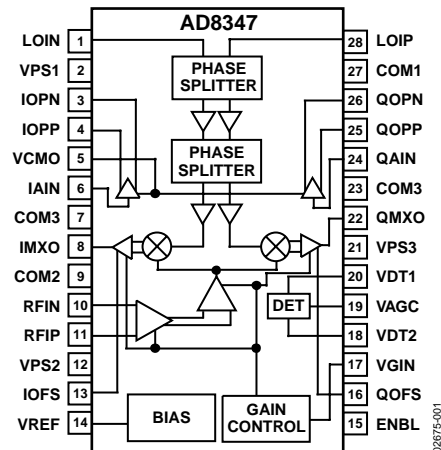 AD8347
LOIN 1
VPS1 2
IOPN 3
IOPP 4
VCMO 5
IAIN 6
COM3 7
IMXO 8
COM2 9
RFIN 10
RFIP 11
VPS2 12
IOFS 13
VREF 14
PHASE
SPLITTER
PHASE
SPLITTER
DET
BIAS
GAIN
CONTROL
28 LOIP
27 COM1
26 QOPN
25 QOPP
24 QAIN
23 COM3
22 QMXO
21 VPS3
20 VDT1
19 VAGC
18 VDT2
17 VGIN
16 QOFS
15 ENBL
02675-001